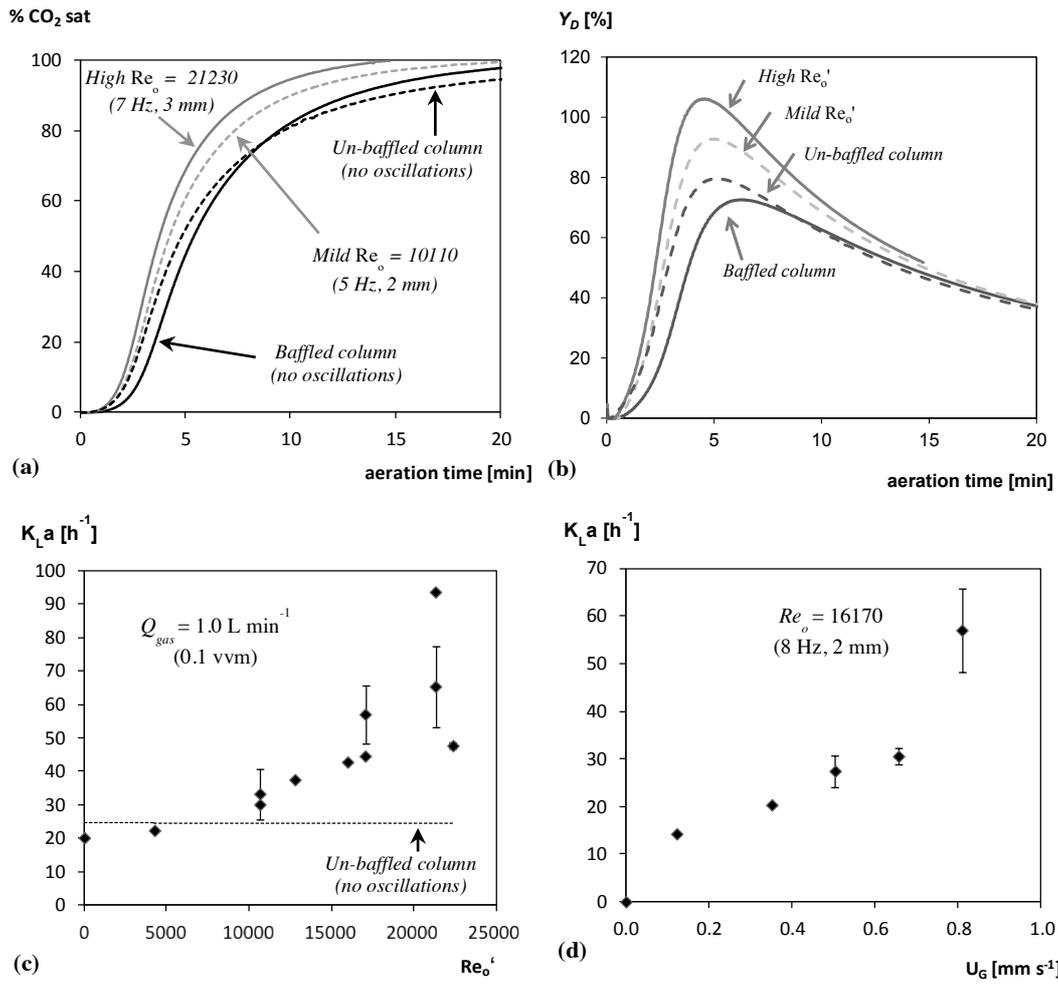 % CO2 sat
100
80
60
40
20
0
0 5 10 15 20
High Reo = 21230
(7 Hz, 3 mm)
Un-baffled column
(no oscillations)
Mild Reo = 10110
(5 Hz, 2 mm)
Baffled column
(no oscillations)
(a)
aeration time [min]
YD [%]
120
100
80
60
40
20
0
0 5 10 15 20
High Reo'
Mild Reo'
Un-baffled column
Baffled column
(b)
aeration time [min]
KLa [h-1]
100
90
80
70
60
50
40
30
20
10
0
0 5000 10000 15000 20000 25000
Qgas = 1.0 L min-1
(0.1 vvm)
Un-baffled column
(no oscillations)
(c)
Reo‘
KLa [h-1]
70
60
50
40
30
20
10
0
0.0 0.2 0.4 0.6 0.8 1.0
Reo = 16170
(8 Hz, 2 mm)
(d)
UG [mm s-1]